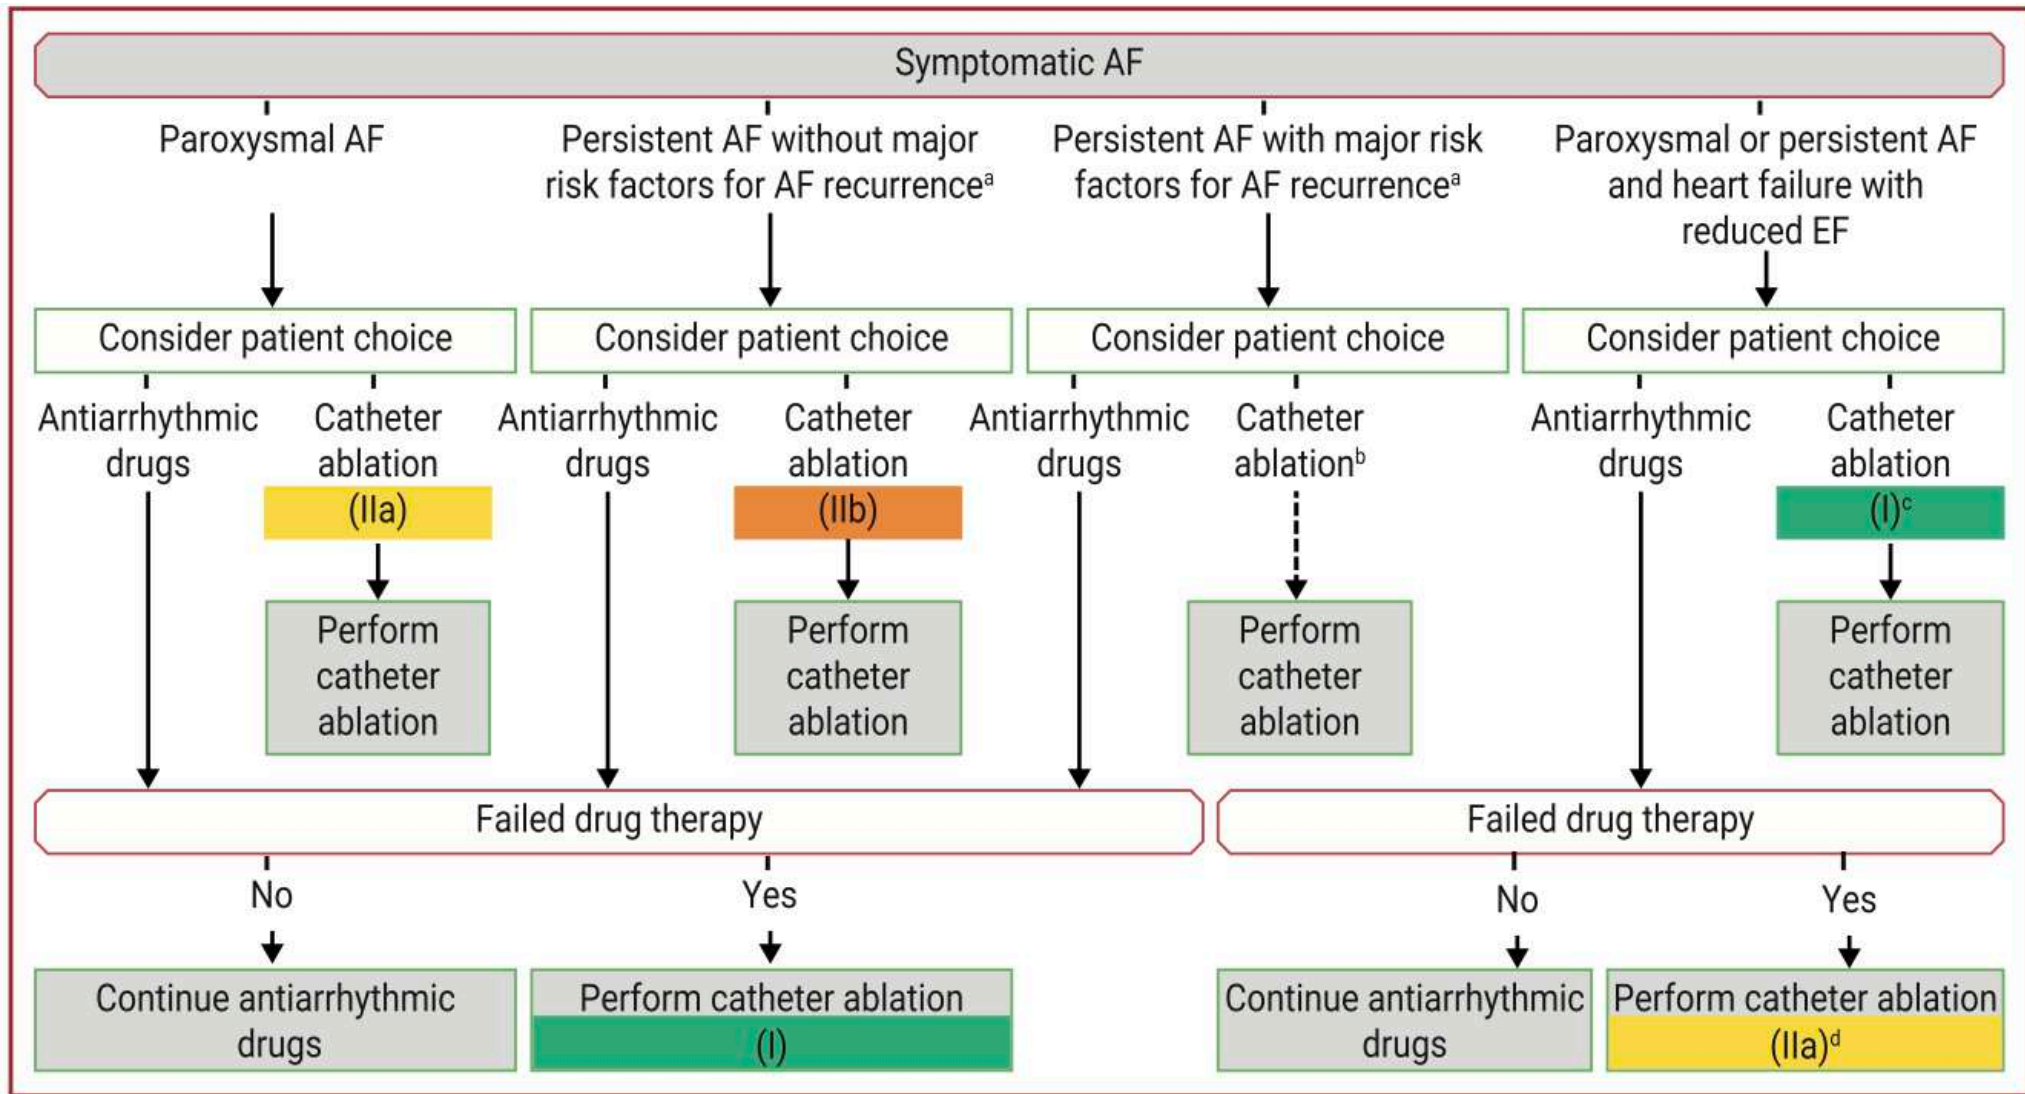 Symptomatic AF
Paroxysmal AF
Persistent AF without major
risk factors for AF recurrenceᵃ
Persistent AF with major risk
factors for AF recurrenceᵃ
Paroxysmal or persistent AF
and heart failure with
reduced EF
Consider patient choice
Consider patient choice
Consider patient choice
Consider patient choice
Antiarrhythmic
drugs
Catheter
ablation
(IIa)
Antiarrhythmic
drugs
Catheter
ablation
(IIb)
Antiarrhythmic
drugs
Catheter
ablationᵇ
Antiarrhythmic
drugs
Catheter
ablation
(I)ᶜ
Perform
catheter
ablation
Perform
catheter
ablation
Perform
catheter
ablation
Perform
catheter
ablation
Failed drug therapy
Failed drug therapy
No
Yes
No
Yes
Continue antiarrhythmic
drugs
Perform catheter ablation
(I)
Continue antiarrhythmic
drugs
Perform catheter ablation
(IIa)ᵈ